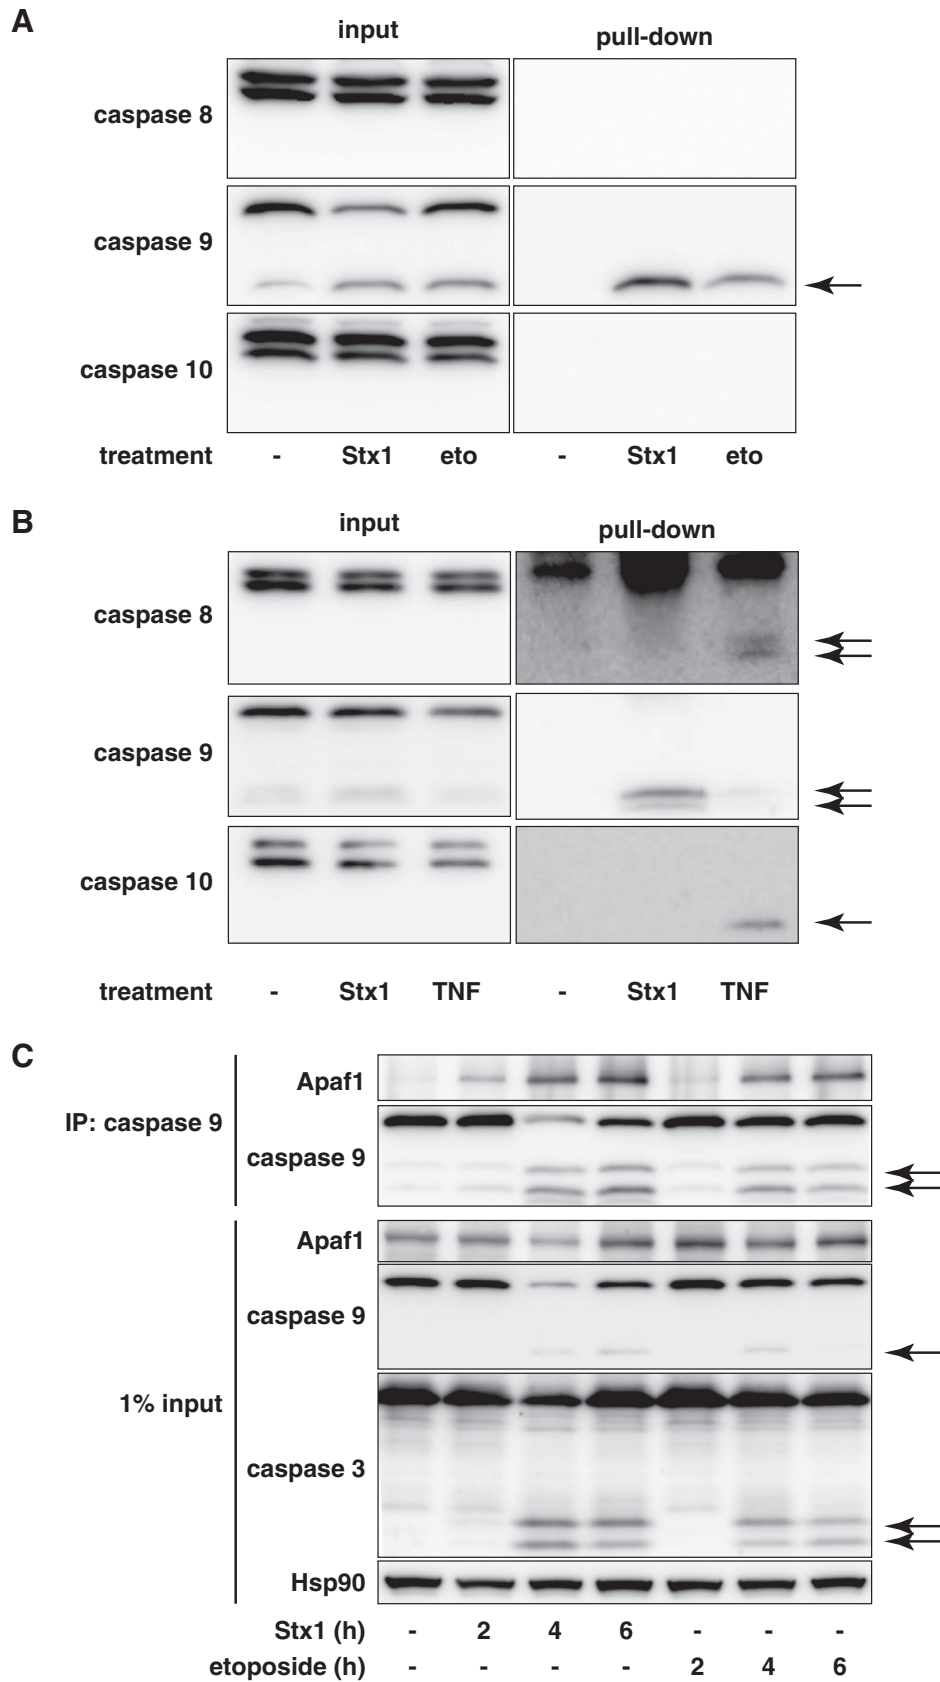 A
input pull-down
caspase 8
caspase 9
caspase 10
treatment - Stx1 eto - Stx1 eto
B
input pull-down
caspase 8
caspase 9
caspase 10
treatment - Stx1 TNF - Stx1 TNF
C
Apaf1
IP: caspase 9
caspase 9
Apaf1
caspase 9
1% input
caspase 3
Hsp90
Stx1 (h) - 2 4 6 - - -
etoposide (h) - - - - 2 4 6